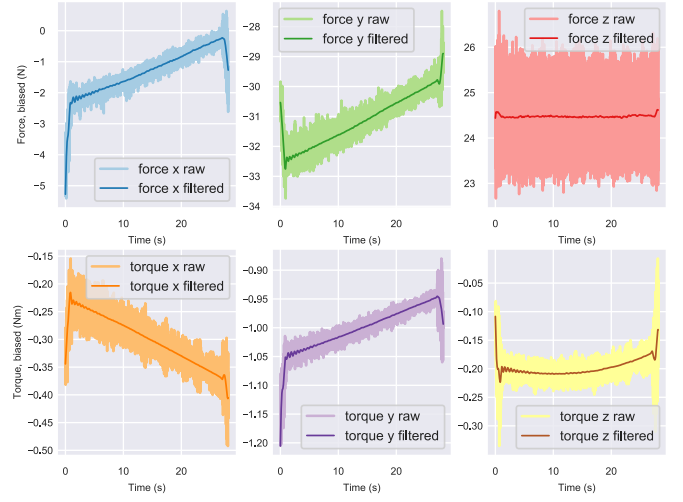 Force, biased (N)
0
−1
−2
−3
−4
−5
force x raw
force x filtered
0 10 20
Time (s)
−28
−29
−30
−31
−32
−33
−34
force y raw
force y filtered
0 10 20
Time (s)
26
25
24
23
force z raw
force z filtered
0 10 20
Time (s)
Torque, biased (Nm)
−0.15
−0.20
−0.25
−0.30
−0.35
−0.40
−0.45
−0.50
torque x raw
torque x filtered
0 10 20
Time (s)
−0.90
−0.95
−1.00
−1.05
−1.10
−1.15
−1.20
torque y raw
torque y filtered
0 10 20
Time (s)
−0.05
−0.10
−0.15
−0.20
−0.25
−0.30
torque z raw
torque z filtered
0 10 20
Time (s)